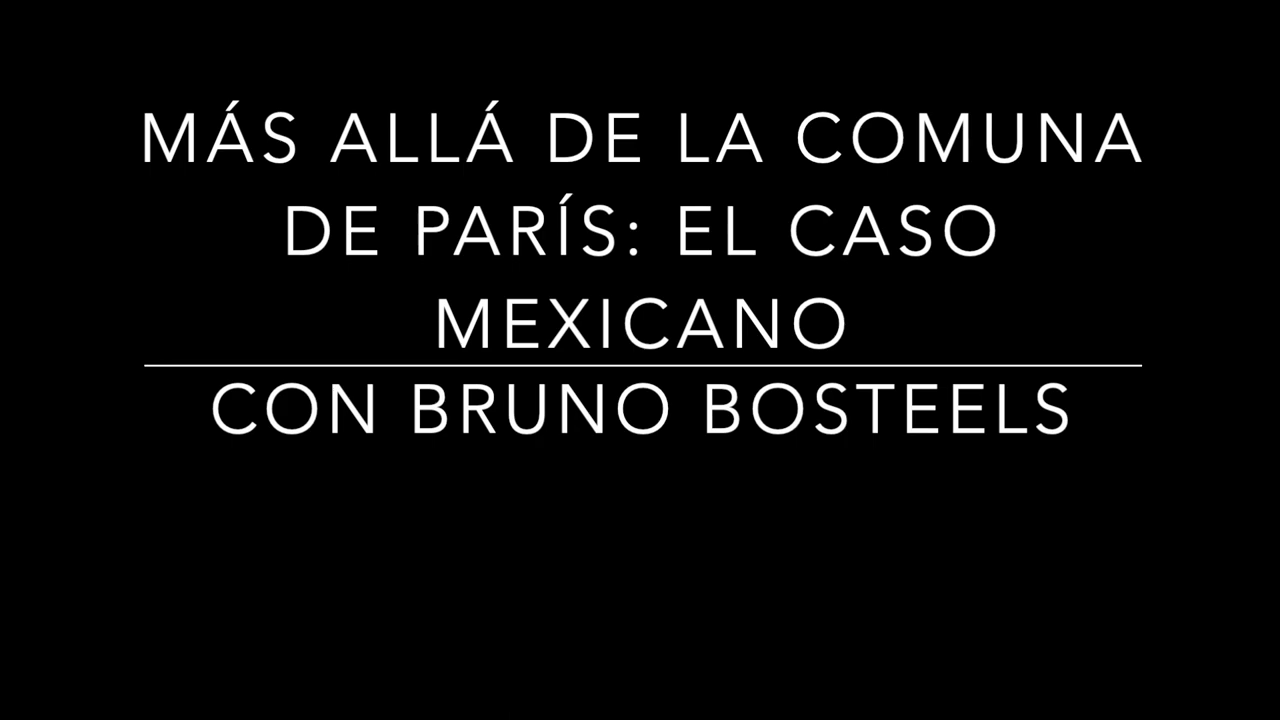 MÁS ALLÁ DE LA COMUNA
DE PARÍS: EL CASO
MEXICANO
CON BRUNO BOSTEELS